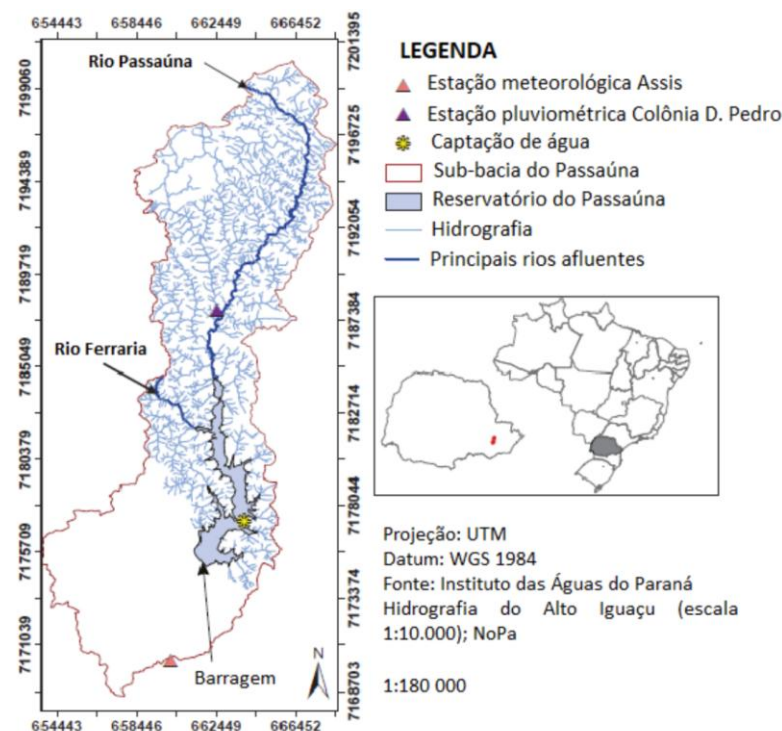 654443 658446 662449 666452
7201395
7199060
7196725
7194389
7192054
7189719
7187384
7185049
7182714
7180379
7178044
7175709
7173374
7171039
7168703
Rio Passaúna
Rio Ferraria
Barragem
N
654443 658446 662449 666452
LEGENDA
Estação meteorológica Assis
Estação pluviométrica Colônia D. Pedro
Captação de água
Sub-bacia do Passaúna
Reservatório do Passaúna
Hidrografia
Principais rios afluentes
Projeção: UTM
Datum: WGS 1984
Fonte: Instituto das Águas do Paraná
Hidrografia do Alto Iguaçu (escala
1:10.000); NoPa
1:180 000